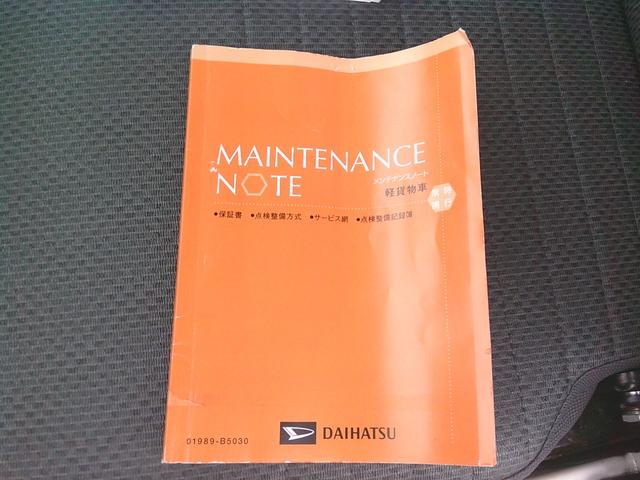 MAINTENANCE
NOTE
メンテナンスノート
軽貨物車
携行
•保証書 •点検整備方式 •サービス網 •点検整備記録簿
01989-B5030
DAIHATSU